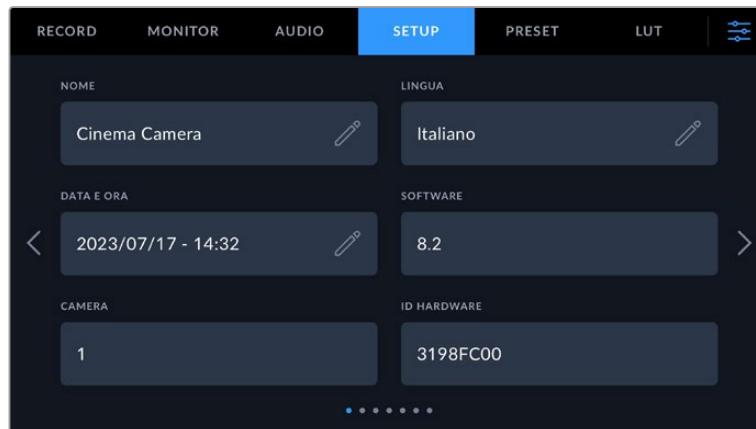 RECORD MONITOR AUDIO SETUP PRESET LUT
NOME LINGUA
Cinema Camera Italiano
DATA E ORA SOFTWARE
2023/07/17 - 14:32 8.2
CAMERA ID HARDWARE
1 3198FC00